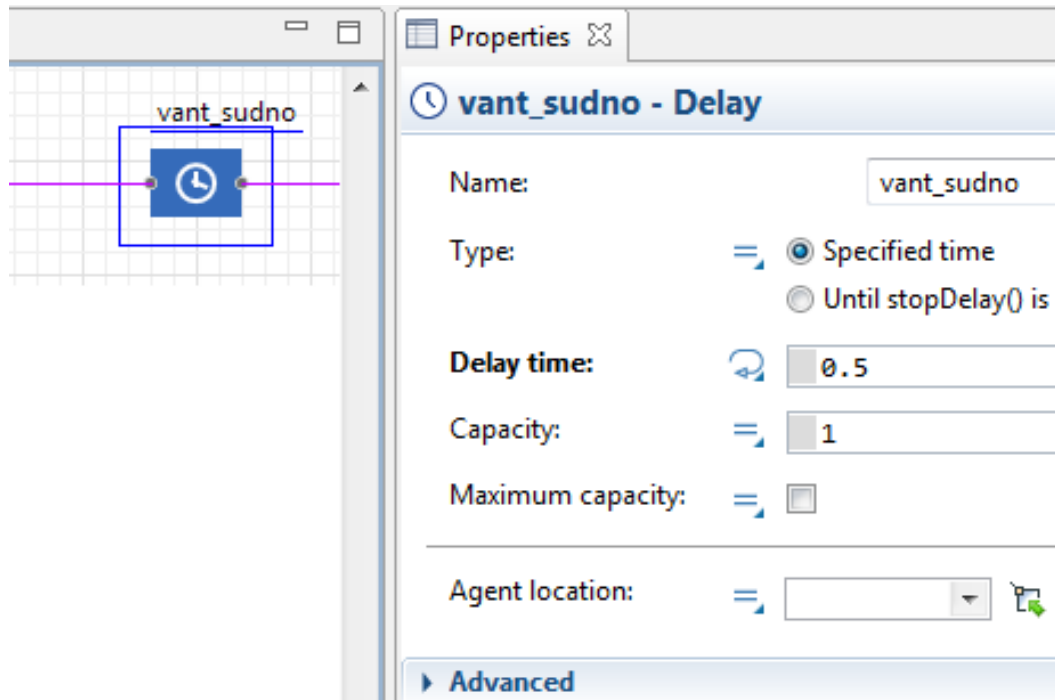 Properties
vant_sudno
vant_sudno - Delay
Name: vant_sudno
Type: Specified time
Until stopDelay() is
Delay time: 0.5
Capacity: 1
Maximum capacity:
Agent location:
Advanced